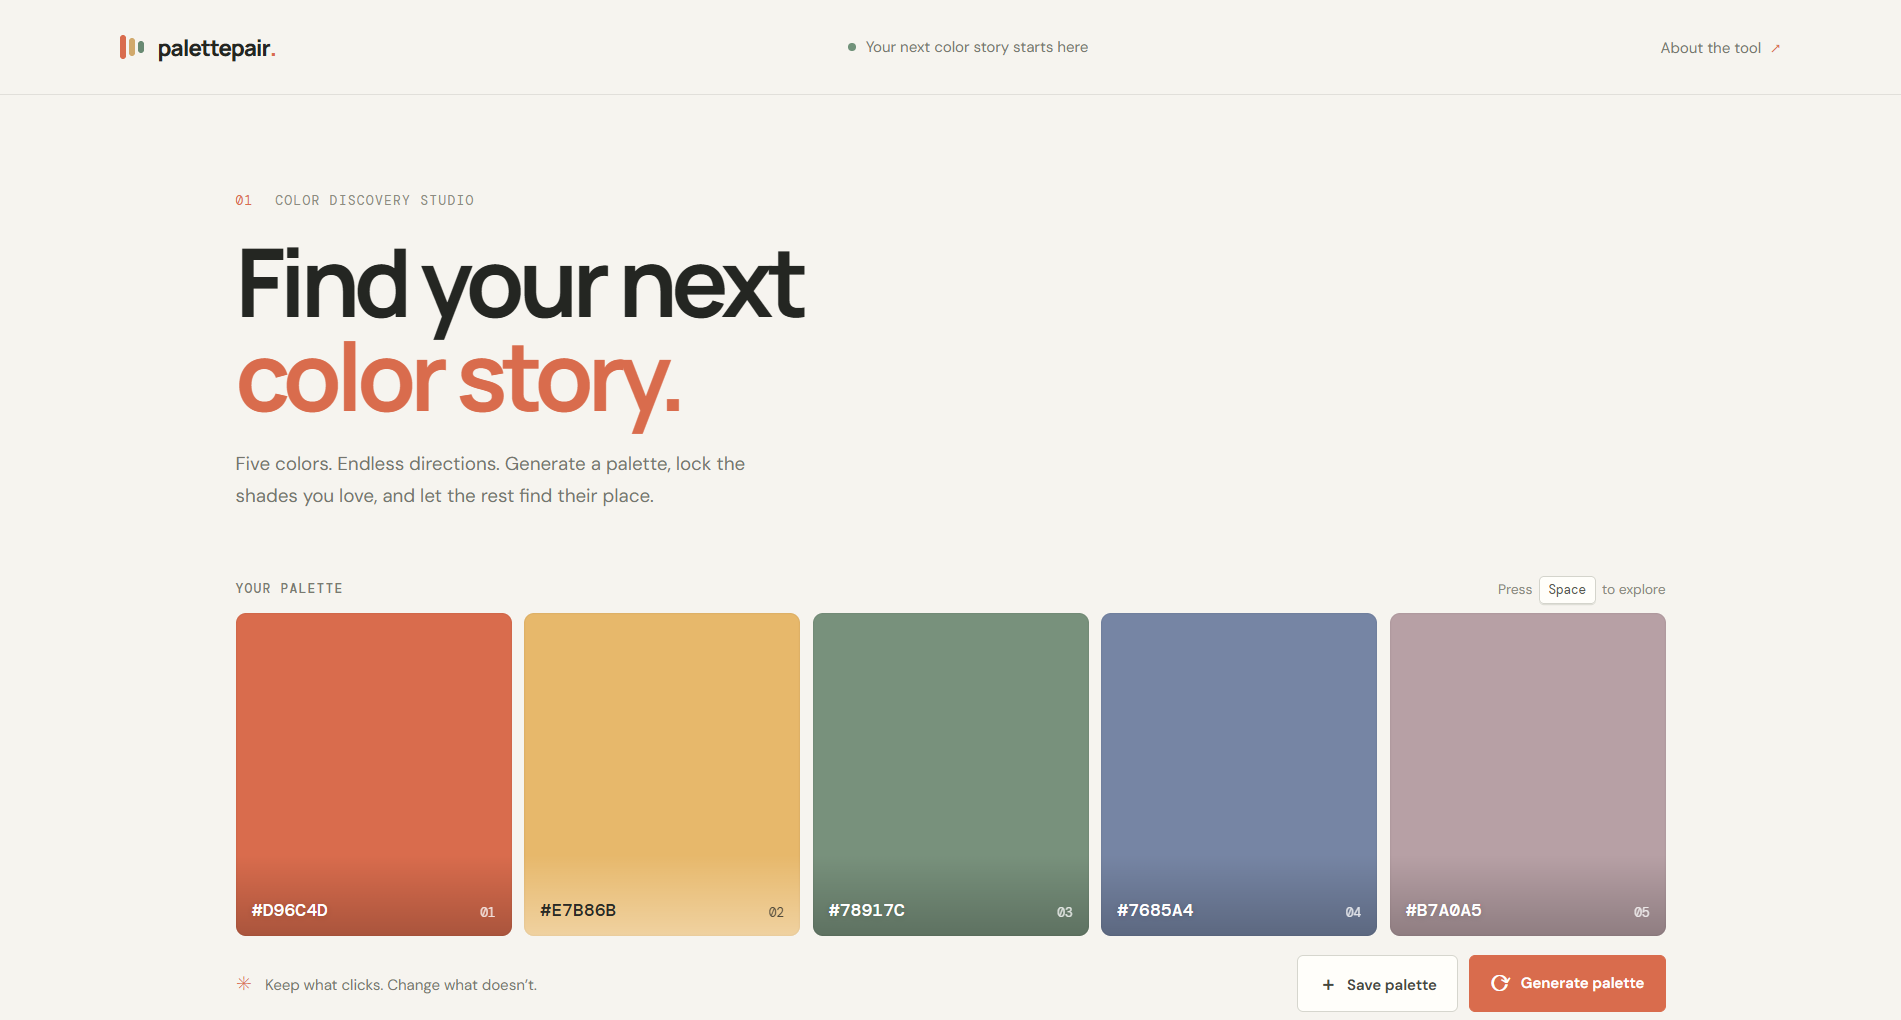 palettepair.
Your next color story starts here
About the tool ↗
01 COLOR DISCOVERY STUDIO
Find your next
color story.
Five colors. Endless directions. Generate a palette, lock the
shades you love, and let the rest find their place.
YOUR PALETTE
Press Space to explore
#D96C4D 01
#E7B86B 02
#78917C 03
#7685A4 04
#B7A0A5 05
Keep what clicks. Change what doesn’t.
+ Save palette
Generate palette